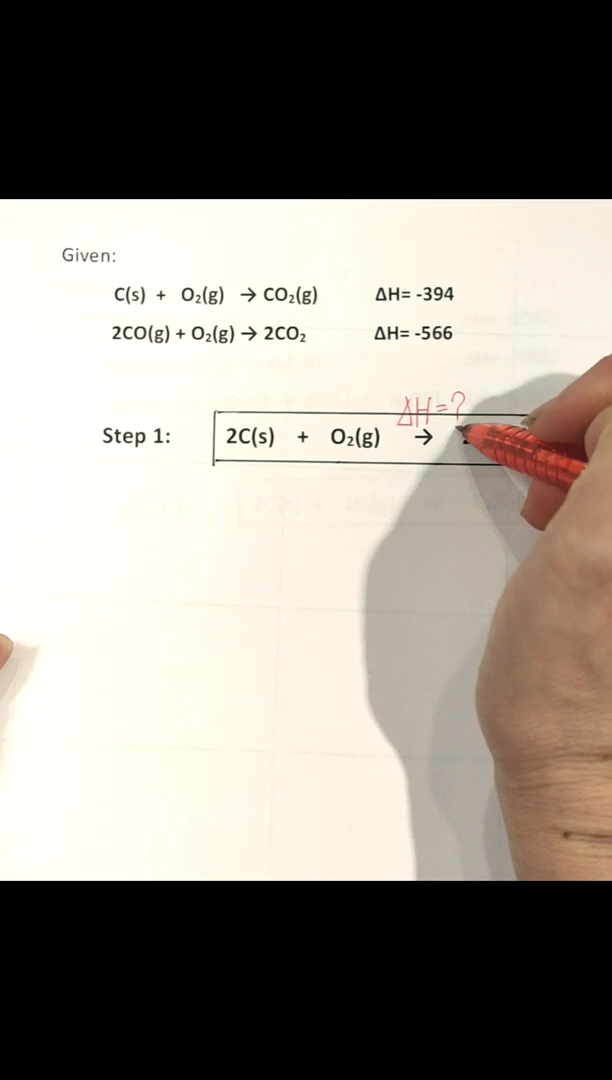 Given:
C(s) + O₂(g) → CO₂(g) ΔH= -394
2CO(g) + O₂(g) → 2CO₂ ΔH= -566
ΔH=?
Step 1: 2C(s) + O₂(g) →